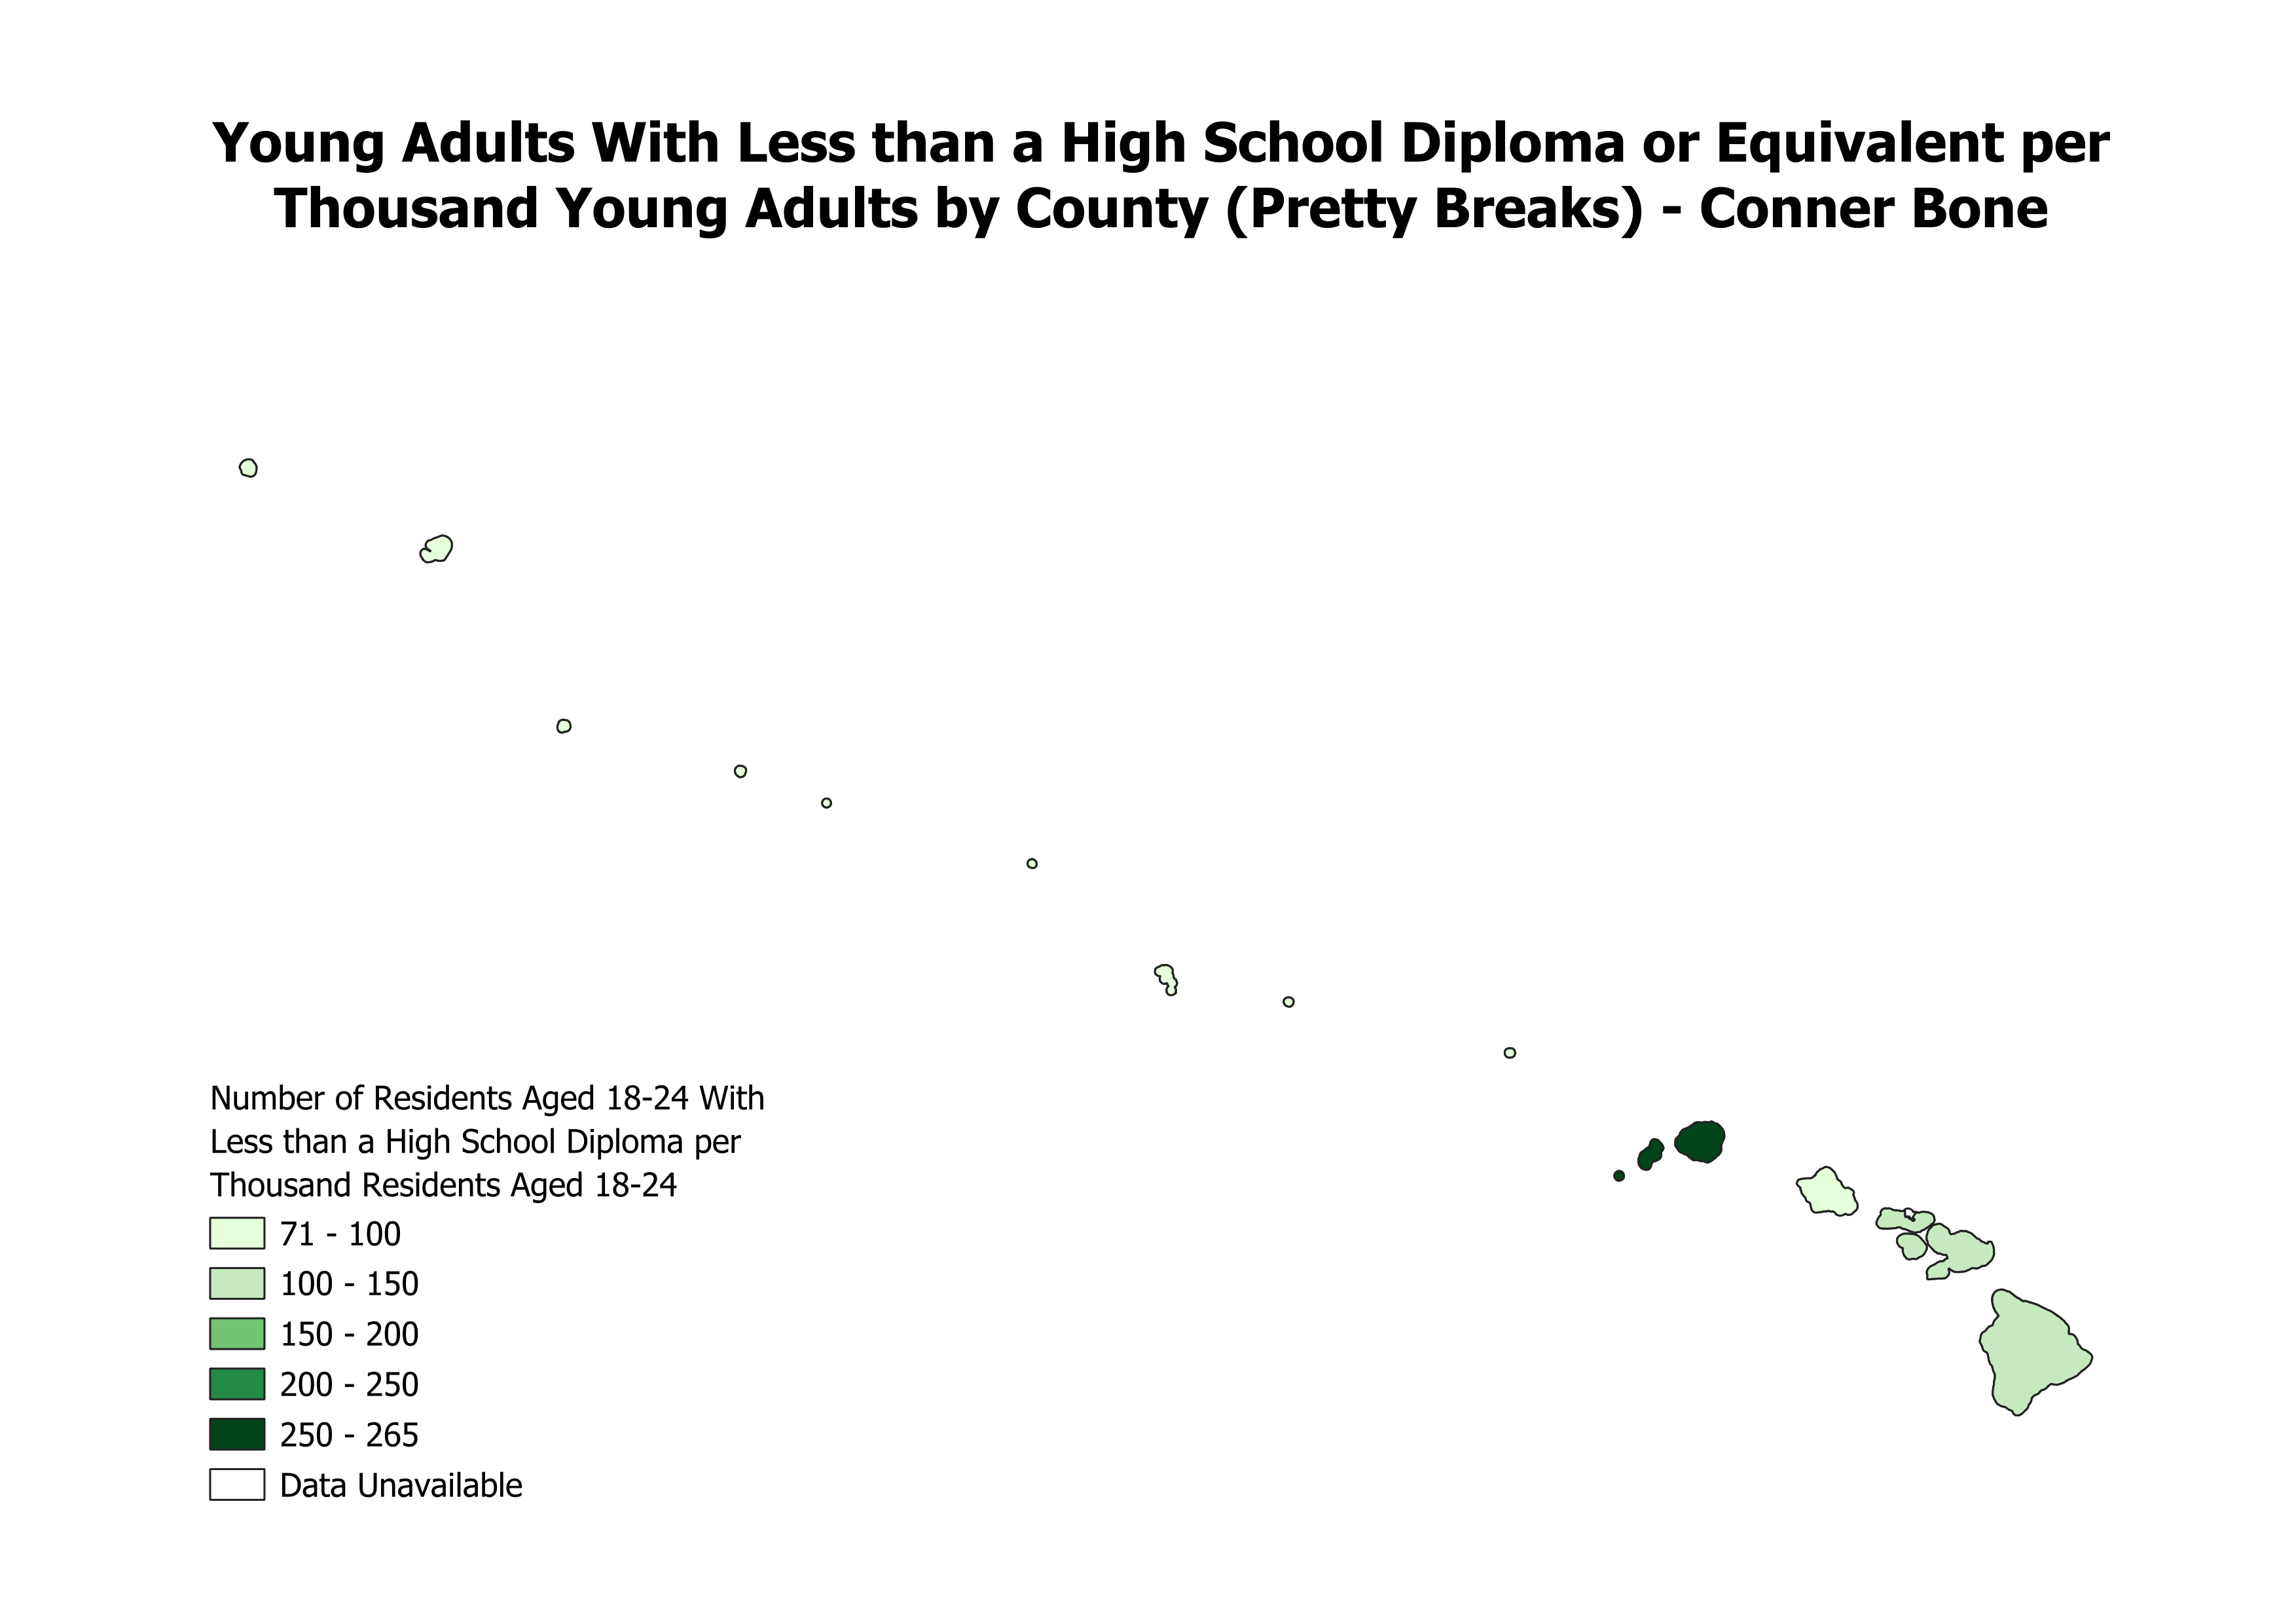 Young Adults With Less than a High School Diploma or Equivalent per
Thousand Young Adults by County (Pretty Breaks) - Conner Bone
Number of Residents Aged 18-24 With
Less than a High School Diploma per
Thousand Residents Aged 18-24
71 - 100
100 - 150
150 - 200
200 - 250
250 - 265
Data Unavailable